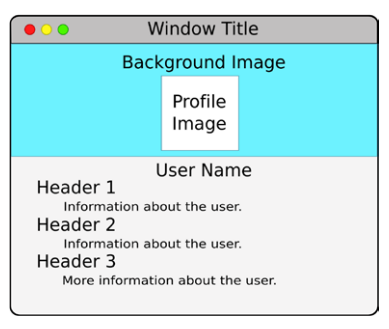 Window Title
Background Image
Profile
Image
User Name
Header 1
Information about the user.
Header 2
Information about the user.
Header 3
More information about the user.